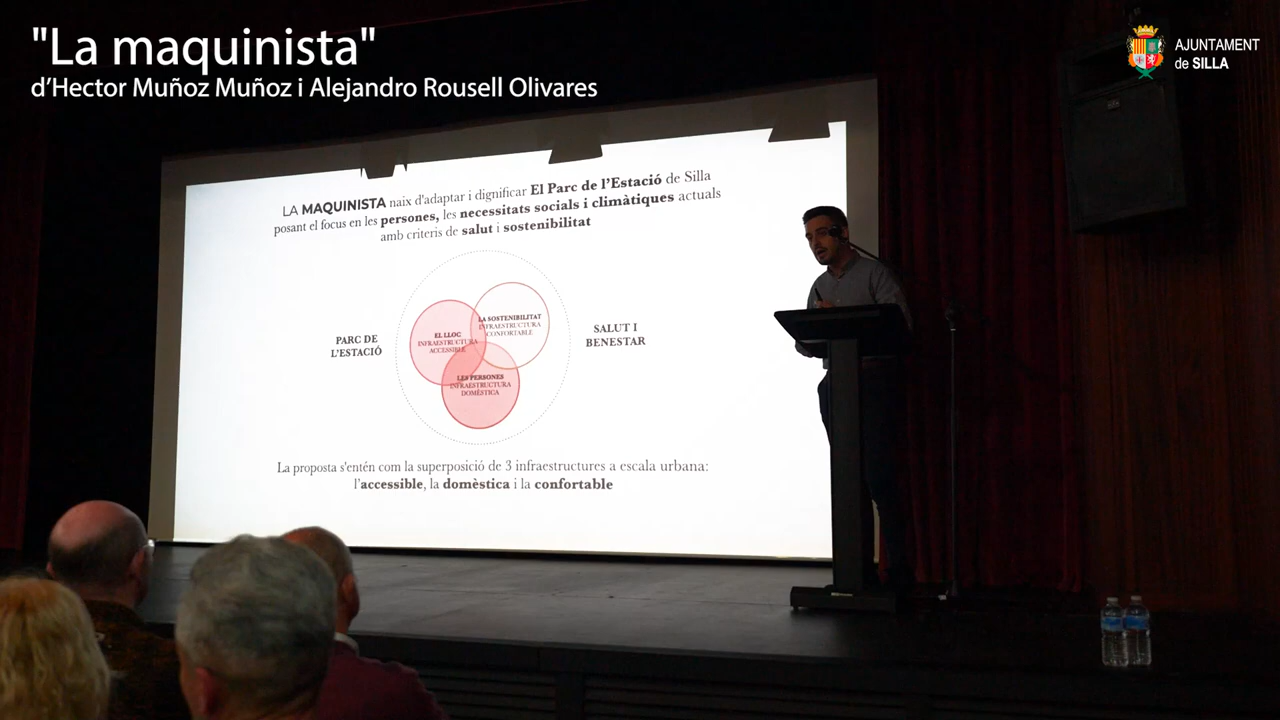 "La maquinista"
d'Hector Muñoz Muñoz i Alejandro Rousell Olivares
AJUNTAMENT
de SILLA
LA MAQUINISTA naix d'adaptar i dignificar El Parc de l'Estació de Silla
posant el focus en les persones, les necessitats socials i climàtiques actuals
amb criteris de salut i sostenibilitat
PARC DE
L'ESTACIÓ
EL LLOC
INFRAESTRUCTURA
ACCESSIBLE
LA SOSTENIBILITAT
INFRAESTRUCTURA
CONFORTABLE
LES PERSONES
INFRAESTRUCTURA
DOMÈSTICA
SALUT I
BENESTAR
La proposta s'entén com la superposició de 3 infraestructures a escala urbana:
l'accessible, la domèstica i la confortable